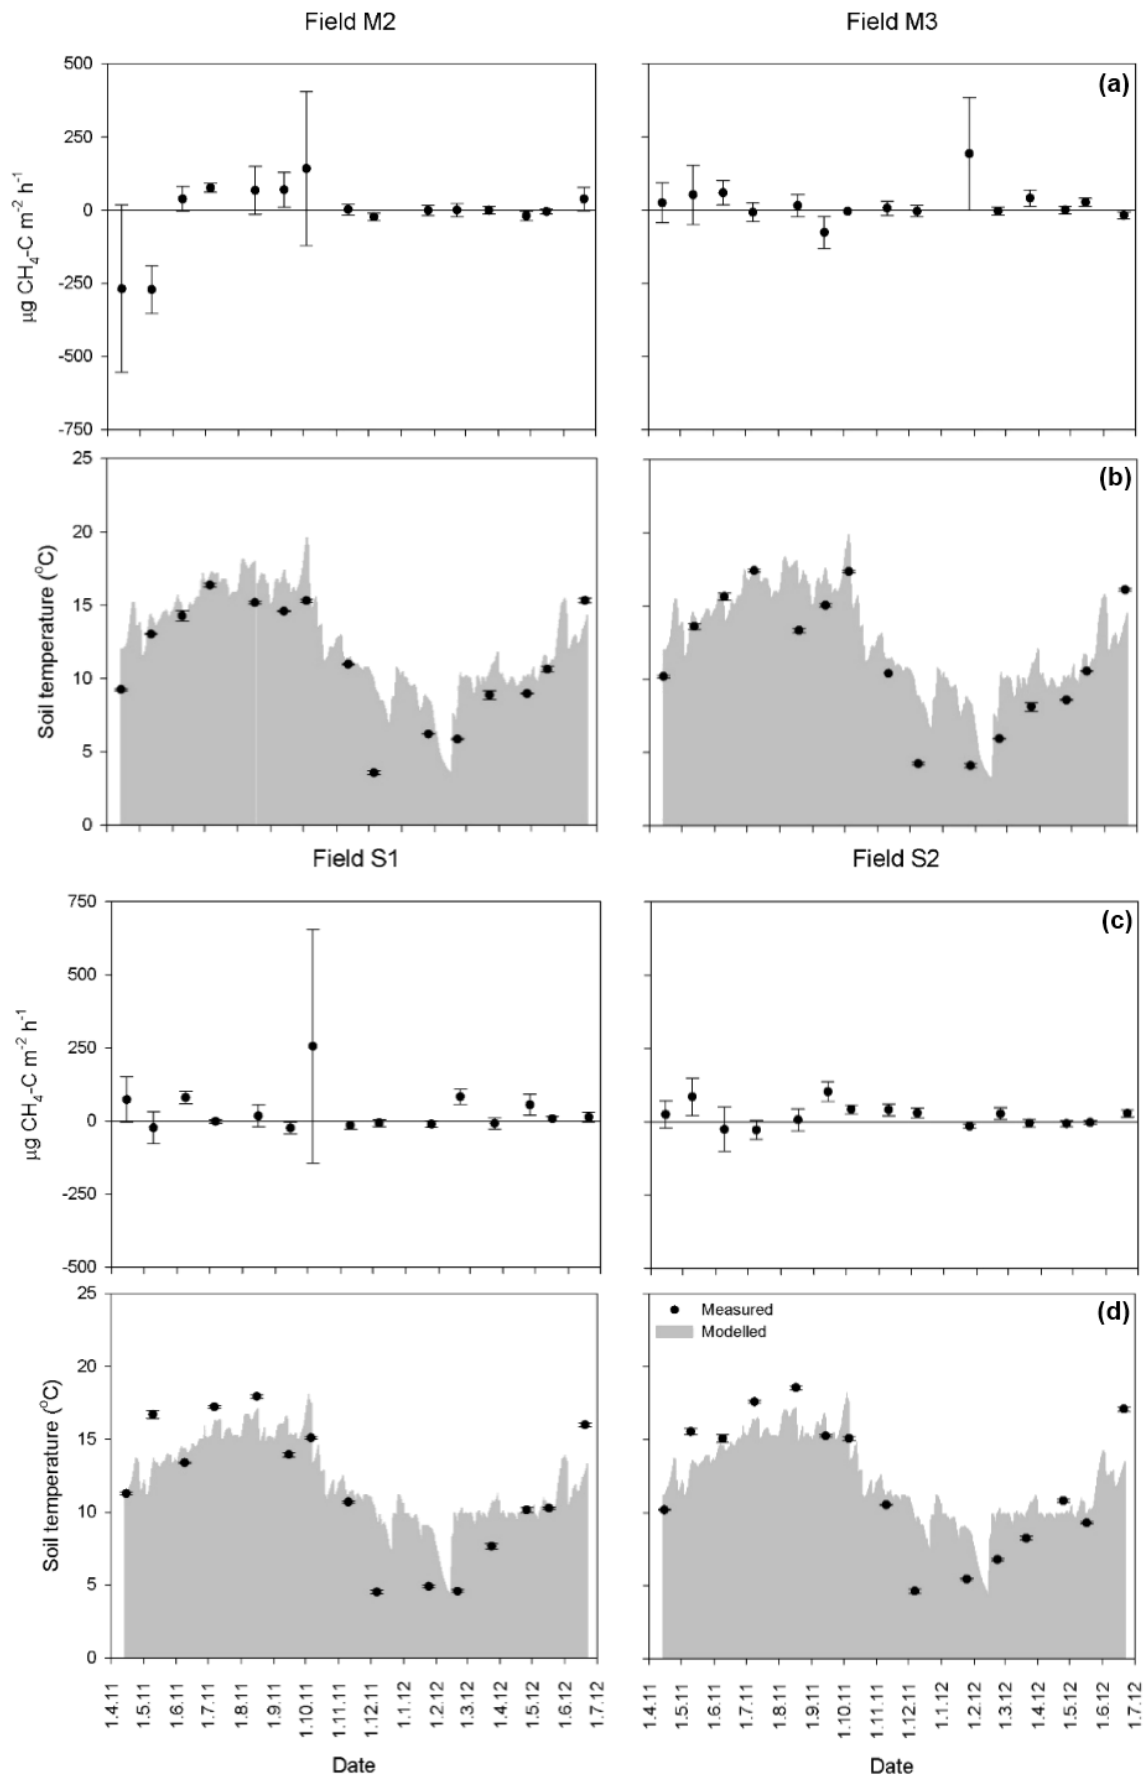 Field M2
Field M3
(a)
500
250
0
-250
-500
-750
µg CH4-C m-2 h-1
(b)
25
20
15
10
5
0
Soil temperature (oC)
Field S1
Field S2
(c)
750
500
250
0
-250
-500
µg CH4-C m-2 h-1
(d)
Measured
Modelled
25
20
15
10
5
0
Soil temperature (oC)
1.4.11 1.5.11 1.6.11 1.7.11 1.8.11 1.9.11 1.10.11 1.11.11 1.12.11 1.1.12 1.2.12 1.3.12 1.4.12 1.5.12 1.6.12 1.7.12
1.4.11 1.5.11 1.6.11 1.7.11 1.8.11 1.9.11 1.10.11 1.11.11 1.12.11 1.1.12 1.2.12 1.3.12 1.4.12 1.5.12 1.6.12 1.7.12
Date
Date